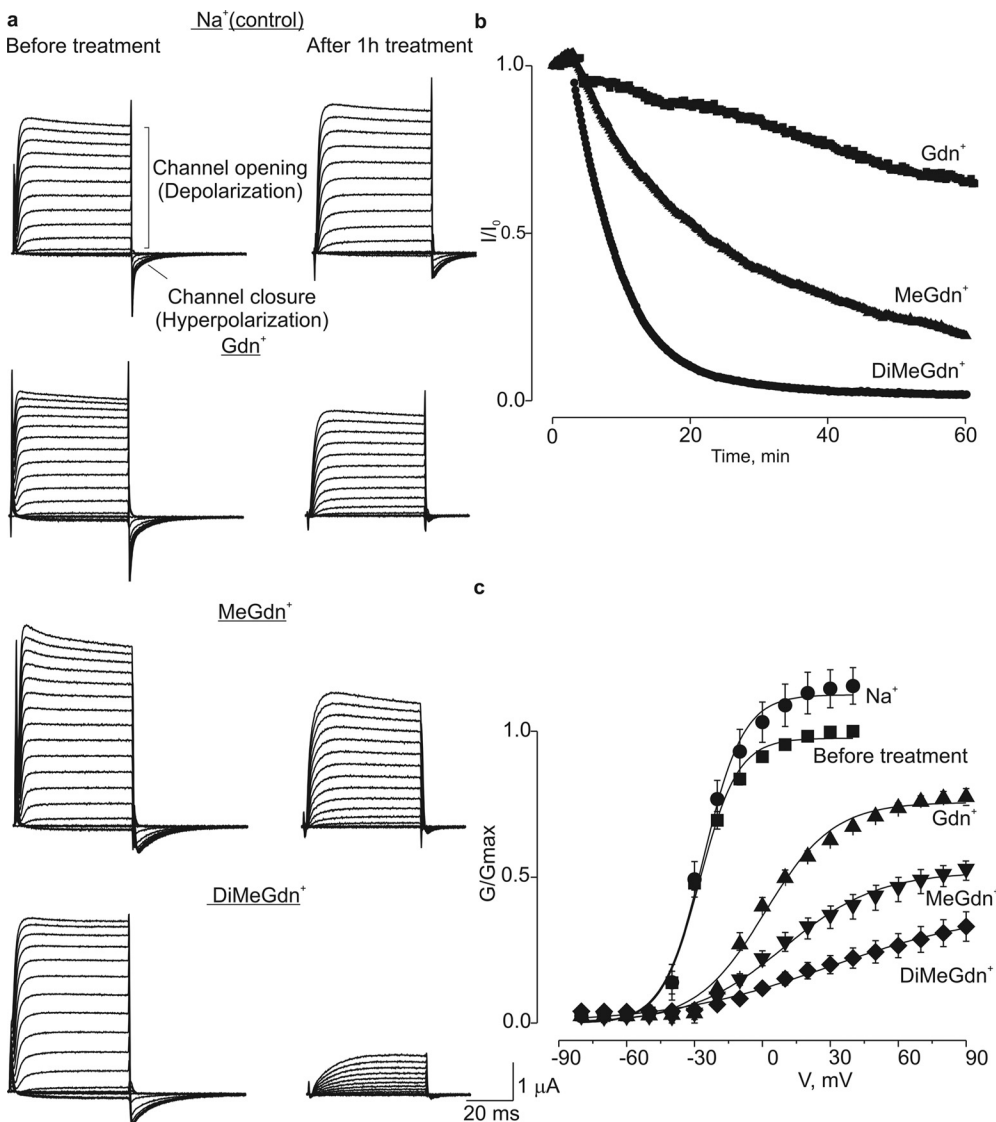 a
Na⁺(control)
Before treatment
After 1h treatment
Channel opening
(Depolarization)
Channel closure
(Hyperpolarization)
Gdn⁺
MeGdn⁺
DiMeGdn⁺
1 μA
20 ms
b
1.0
0.5
0.0
I/I₀
Gdn⁺
MeGdn⁺
DiMeGdn⁺
0 20 40 60
Time, min
c
1.0
0.5
0.0
G/Gmax
Na⁺
Before treatment
Gdn⁺
MeGdn⁺
DiMeGdn⁺
-90 -60 -30 0 30 60 90
V, mV